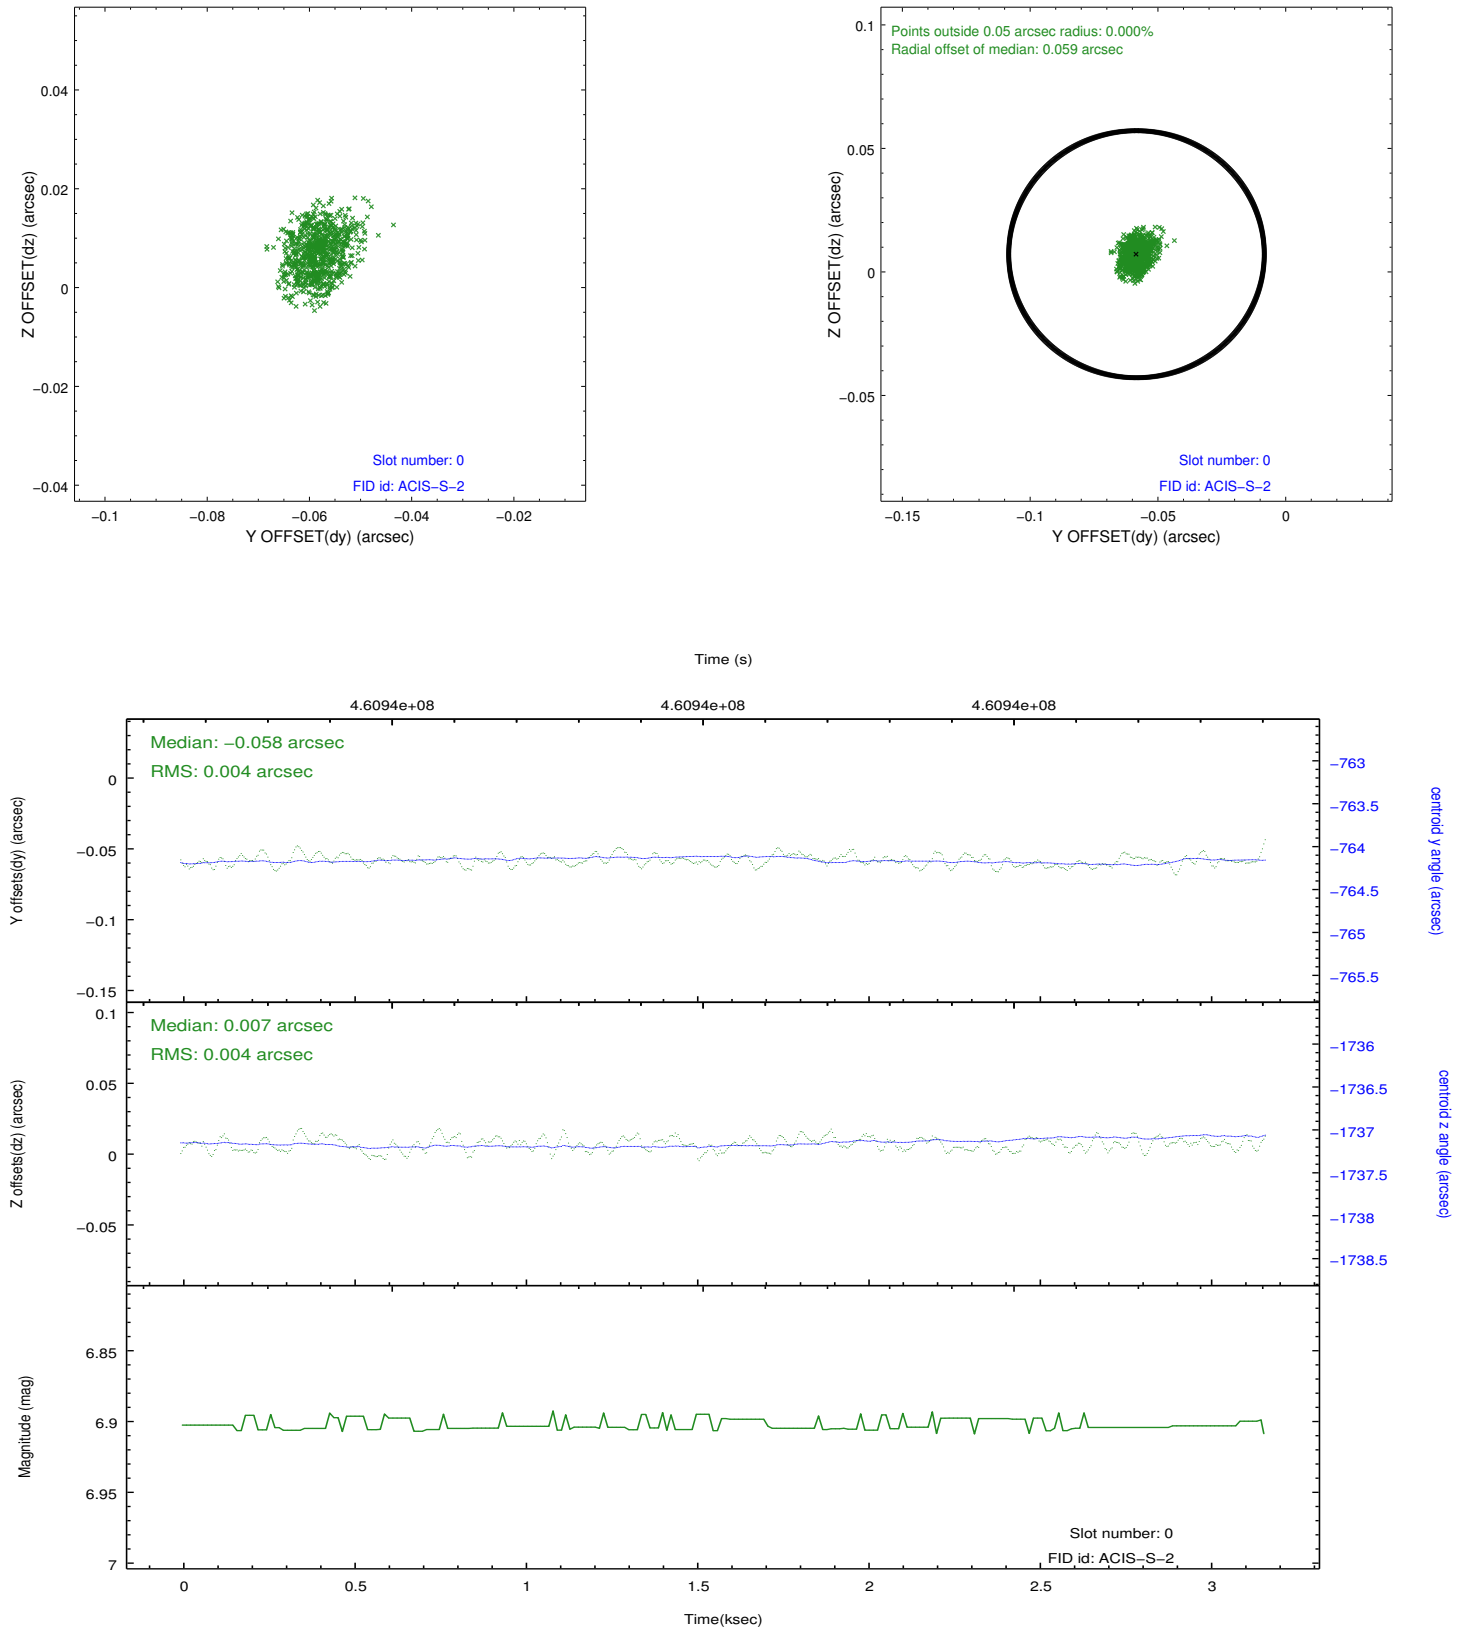 0.04
0.02
0
−0.02
−0.04
Z OFFSET(dz) (arcsec)
Slot number: 0
FID id: ACIS−S−2
−0.1
−0.08
−0.06
−0.04
−0.02
Y OFFSET(dy) (arcsec)
0.1
0.05
0
−0.05
Z OFFSET(dz) (arcsec)
Points outside 0.05 arcsec radius: 0.000%
Radial offset of median: 0.059 arcsec
Slot number: 0
FID id: ACIS−S−2
−0.15
−0.1
−0.05
0
Y OFFSET(dy) (arcsec)
Time (s)
4.6094e+08
4.6094e+08
4.6094e+08
Median: −0.058 arcsec
RMS: 0.004 arcsec
0
−0.05
−0.1
−0.15
Y offsets(dy) (arcsec)
−763
−763.5
−764
−764.5
−765
−765.5
centroid y angle (arcsec)
Median: 0.007 arcsec
RMS: 0.004 arcsec
0.1
0.05
0
−0.05
Z offsets(dz) (arcsec)
−1736
−1736.5
−1737
−1737.5
−1738
−1738.5
centroid z angle (arcsec)
6.85
6.9
6.95
7
Magnitude (mag)
Slot number: 0
FID id: ACIS−S−2
0
0.5
1
1.5
2
2.5
3
Time(ksec)